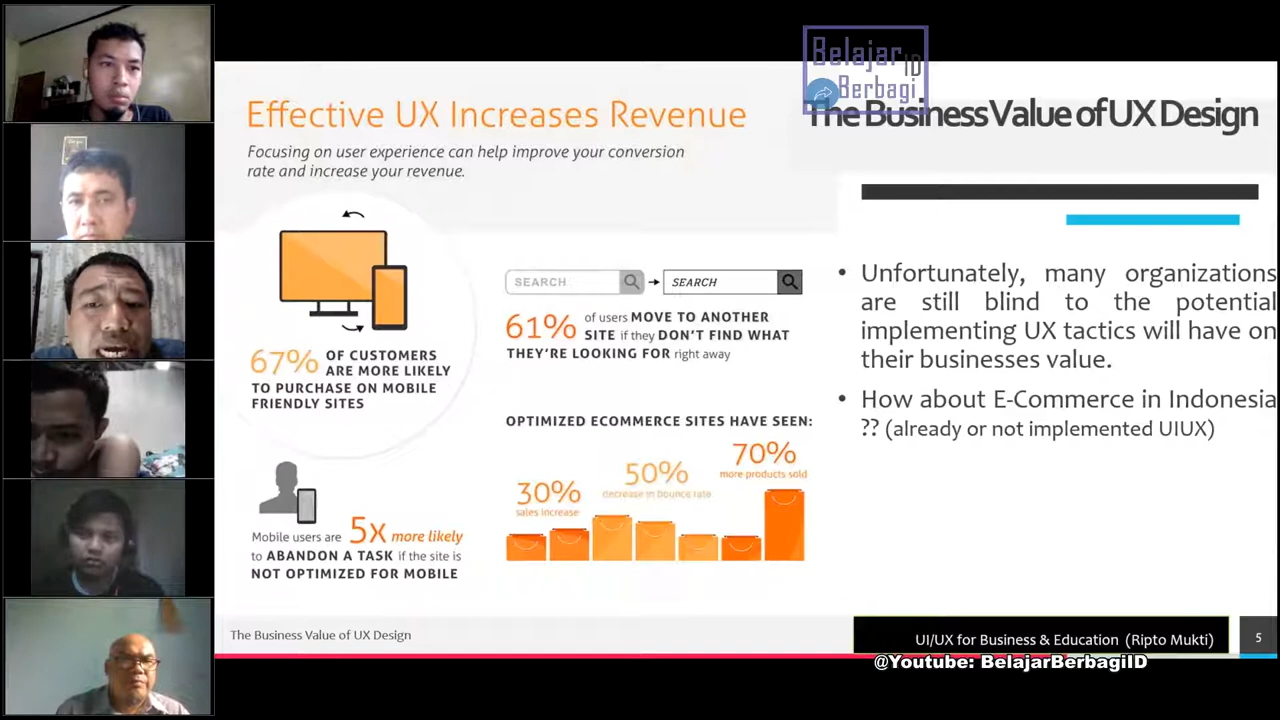 Belajar
ID
Berbagi
Effective UX Increases Revenue
Focusing on user experience can help improve your conversion
rate and increase your revenue.
67% OF CUSTOMERS
ARE MORE LIKELY
TO PURCHASE ON MOBILE
FRIENDLY SITES
Mobile users are 5x more likely
to ABANDON A TASK if the site is
NOT OPTIMIZED FOR MOBILE
SEARCH
SEARCH
61% of users MOVE TO ANOTHER
SITE if they DON'T FIND WHAT
THEY'RE LOOKING FOR right away
OPTIMIZED ECOMMERCE SITES HAVE SEEN:
30%
sales increase
50%
decrease in bounce rate
70%
more products sold
The Business Value of UX Design
• Unfortunately, many organizations
are still blind to the potential
implementing UX tactics will have on
their businesses value.
• How about E-Commerce in Indonesia
?? (already or not implemented UIUX)
The Business Value of UX Design
UI/UX for Business & Education (Ripto Mukti)
5
@Youtube: BelajarBerbagiID